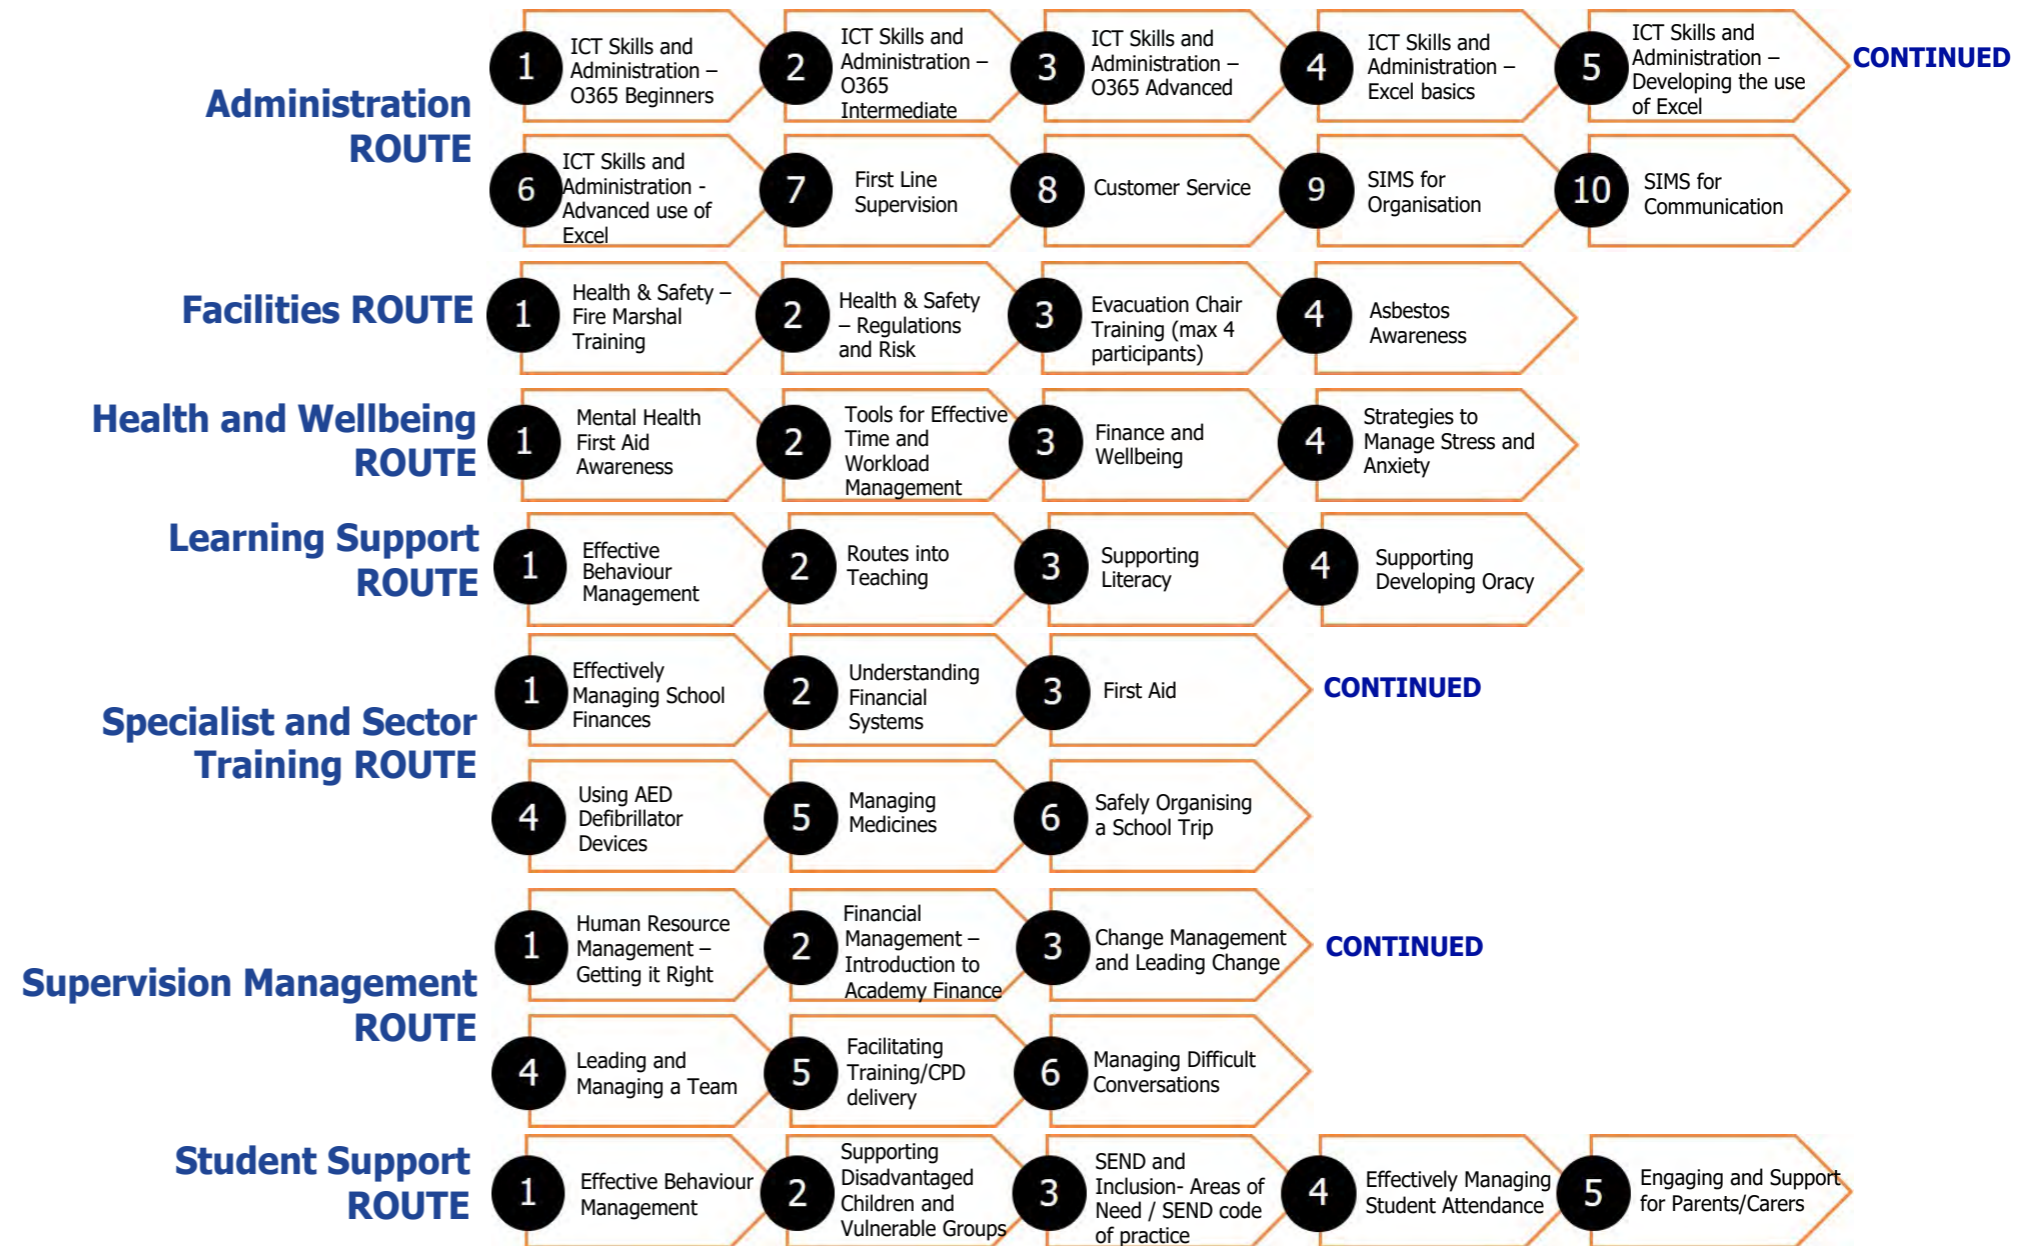 Administration
ROUTE
1
ICT Skills and
Administration –
O365 Beginners
2
ICT Skills and
Administration –
O365
Intermediate
3
ICT Skills and
Administration –
O365 Advanced
4
ICT Skills and
Administration –
Excel basics
5
ICT Skills and
Administration –
Developing the use
of Excel
CONTINUED
6
ICT Skills and
Administration -
Advanced use of
Excel
7
First Line
Supervision
8
Customer Service
9
SIMS for
Organisation
10
SIMS for
Communication
Facilities ROUTE
1
Health & Safety –
Fire Marshal
Training
2
Health & Safety
– Regulations
and Risk
3
Evacuation Chair
Training (max 4
participants)
4
Asbestos
Awareness
Health and Wellbeing
ROUTE
1
Mental Health
First Aid
Awareness
2
Tools for Effective
Time and
Workload
Management
3
Finance and
Wellbeing
4
Strategies to
Manage Stress and
Anxiety
Learning Support
ROUTE
1
Effective
Behaviour
Management
2
Routes into
Teaching
3
Supporting
Literacy
4
Supporting
Developing Oracy
Specialist and Sector
Training ROUTE
1
Effectively
Managing School
Finances
2
Understanding
Financial
Systems
3
First Aid
CONTINUED
4
Using AED
Defibrillator
Devices
5
Managing
Medicines
6
Safely Organising
a School Trip
Supervision Management
ROUTE
1
Human Resource
Management –
Getting it Right
2
Financial
Management –
Introduction to
Academy Finance
3
Change Management
and Leading Change
CONTINUED
4
Leading and
Managing a Team
5
Facilitating
Training/CPD
delivery
6
Managing Difficult
Conversations
Student Support
ROUTE
1
Effective Behaviour
Management
2
Supporting
Disadvantaged
Children and
Vulnerable Groups
3
SEND and
Inclusion- Areas of
Need / SEND code
of practice
4
Effectively Managing
Student Attendance
5
Engaging and Support
for Parents/Carers